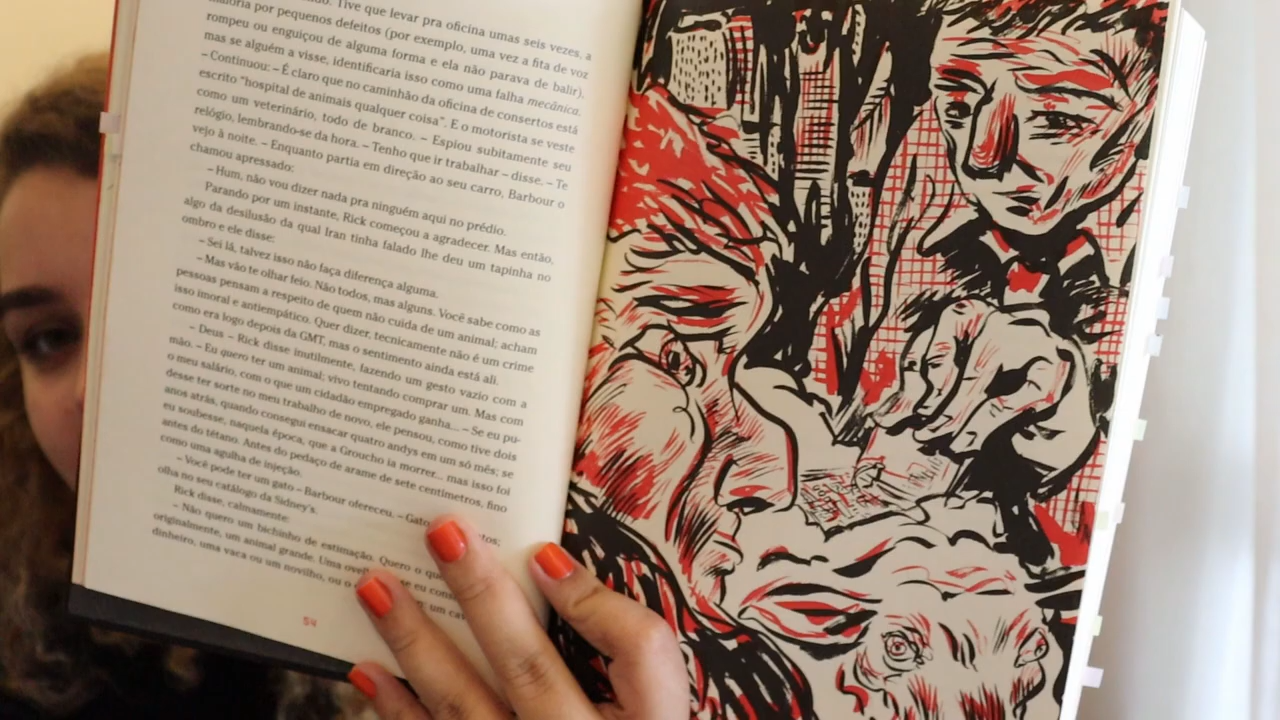 do. Tive que levar pra oficina umas seis vezes, a
maioria por pequenos defeitos (por exemplo, uma vez a fita de voz
rompeu ou enguiçou de alguma forma e ela não parava de balir).
mas se alguém a visse, identificaria isso como uma falha mecânica.
– Continuou: – É claro que no caminhão da oficina de consertos está
escrito “hospital de animais qualquer coisa”. E o motorista se veste
como um veterinário, todo de branco. – Espiou subitamente seu
relógio, lembrando-se da hora. – Tenho que ir trabalhar – disse. – Te
vejo à noite. – Enquanto partia em direção ao seu carro, Barbour o
chamou apressado:
– Hum, não vou dizer nada pra ninguém aqui no prédio.
Parando por um instante, Rick começou a agradecer. Mas então,
algo da desilusão da qual Iran tinha falado lhe deu um tapinha no
ombro e ele disse:
– Sei lá, talvez isso não faça diferença alguma.
– Mas vão te olhar feio. Não todos, mas alguns. Você sabe como as
pessoas pensam a respeito de quem não cuida de um animal; acham
isso imoral e antiempático. Quer dizer, tecnicamente não é um crime
como era logo depois da GMT, mas o sentimento ainda está ali.
– Deus – Rick disse inutilmente, fazendo um gesto vazio com a
mão. – Eu quero ter um animal; vivo tentando comprar um. Mas com
o meu salário, com o que um cidadão empregado ganha... – Se eu pu-
desse ter sorte no meu trabalho de novo, ele pensou, como tive dois
anos atrás, quando consegui ensacar quatro andys em um só mês; se
eu soubesse, naquela época, que a Groucho ia morrer... mas isso foi
antes do tétano. Antes do pedaço de arame de sete centímetros, fino
como uma agulha de injeção.
– Você pode ter um gato – Barbour ofereceu. – Gato
olha no seu catálogo da Sidney’s.
Rick disse, calmamente:
– Não quero um bichinho de estimação. Quero o que
originalmente, um animal grande. Uma se eu
dinheiro, uma vaca ou um novilho, ou o um
54